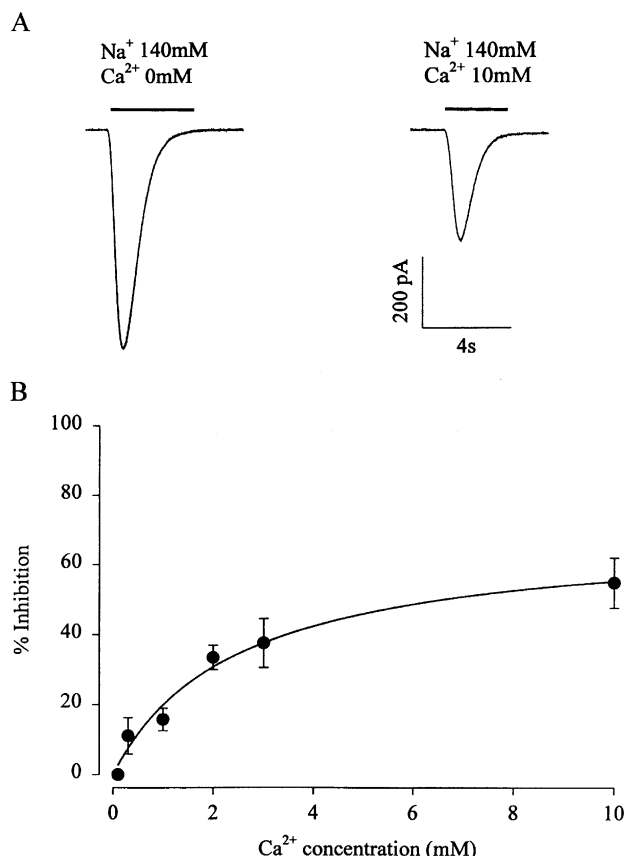 A
Na⁺ 140mM
Ca²⁺ 0mM
Na⁺ 140mM
Ca²⁺ 10mM
200 pA
4s
B
100
80
60
40
20
0
% Inhibition
0 2 4 6 8 10
Ca²⁺ concentration (mM)